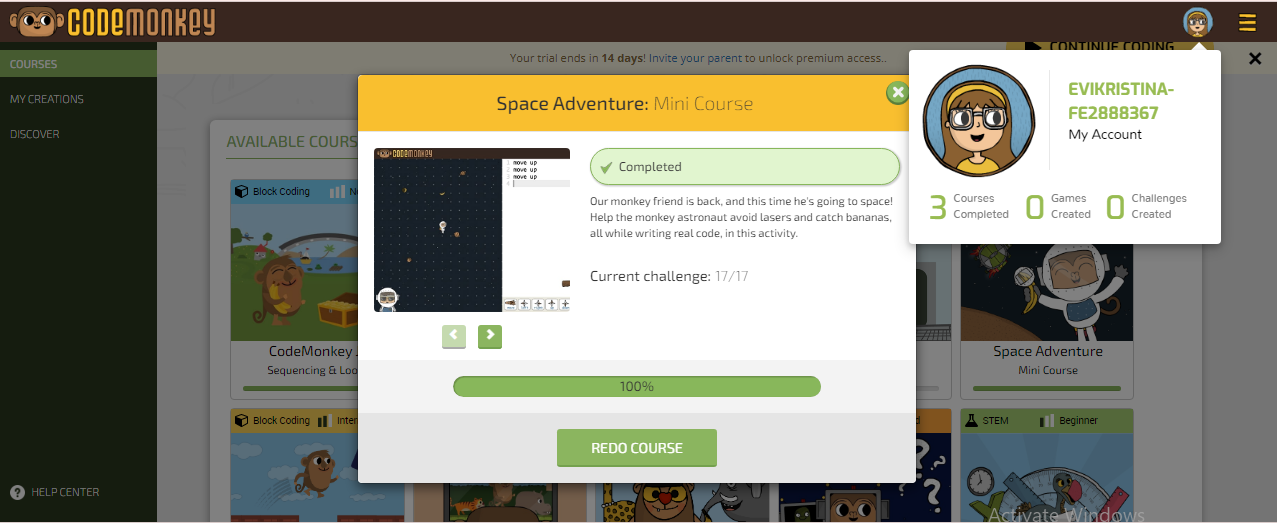 CODEMONKEY
CONTINUE CODING
COURSES
MY CREATIONS
DISCOVER
HELP CENTER
Your trial ends in 14 days! Invite your parent to unlock premium access..
EVIKRISTINA-
FE2888367
My Account
3 Courses Completed
0 Games Created
0 Challenges Created
AVAILABLE COURS
Block Coding
CodeMonkey J
Sequencing & Loo
Space Adventure
Mini Course
Block Coding
Inter
STEM
Beginner
Space Adventure: Mini Course
CODEMONKEY
move up
move up
move up
Completed
Our monkey friend is back, and this time he's going to space!
Help the monkey astronaut avoid lasers and catch bananas,
all while writing real code, in this activity.
Current challenge: 17/17
100%
REDO COURSE
Activate Windows